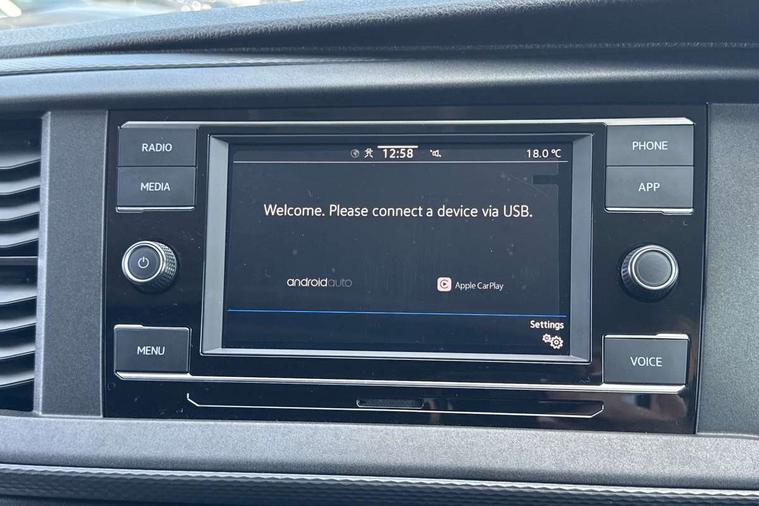 RADIO
MEDIA
MENU
12:58
18.0 °C
Welcome. Please connect a device via USB.
androidauto
Apple CarPlay
Settings
PHONE
APP
VOICE